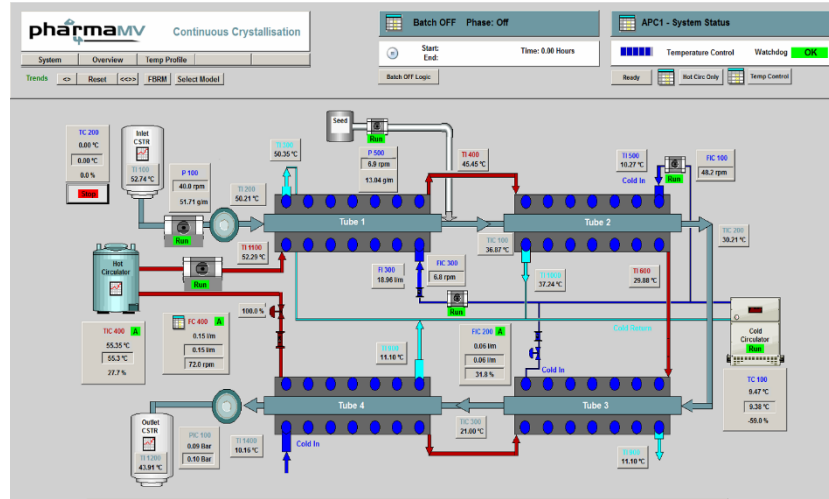 pharmaMV
Continuous Crystallisation
System Overview Temp Profile
Trends <> Reset <<>> FBRM Select Model
Batch OFF Phase: Off
Start: Time: 0.00 Hours
End:
Batch OFF Logic
APC1 - System Status
Temperature Control Watchdog OK
Ready Hot Circ Only Temp Control
TC 200
0.00 °C
0.00 °C
0.0 %
Stop
Inlet
CSTR
TI 100
52.74 °C
P 100
40.0 rpm
51.71 g/m
Run
TI 200
50.21 °C
50.35 °C
Seed
Run
P 500
6.9 rpm
13.04 g/m
TI 400
45.45 °C
TI 500
10.27 °C
Cold In
Run
FIC 100
48.2 rpm
Tube 1
Tube 2
TIC 200
30.21 °C
TI 1100
52.29 °C
TIC 100
36.07 °C
Hot
Circulator
Run
FI 300
18.96 l/m
FIC 300
6.8 rpm
37.24 °C
TI 600
29.88 °C
Run
TIC 400 A
55.35 °C
55.3 °C
27.7 %
FC 400 A
0.15 l/m
0.15 l/m
72.0 rpm
100.0 %
11.10 °C
FIC 200 A
0.06 l/m
0.06 l/m
31.8 %
Cold In
Cold Return
Cold
Circulator
Run
TC 100
9.47 °C
9.30 °C
-59.0 %
Tube 4
Tube 3
Outlet
CSTR
TI 1200
43.91 °C
PIC 100
0.09 Bar
0.10 Bar
TI 1400
10.16 °C
Cold In
TIC 300
21.00 °C
11.10 °C